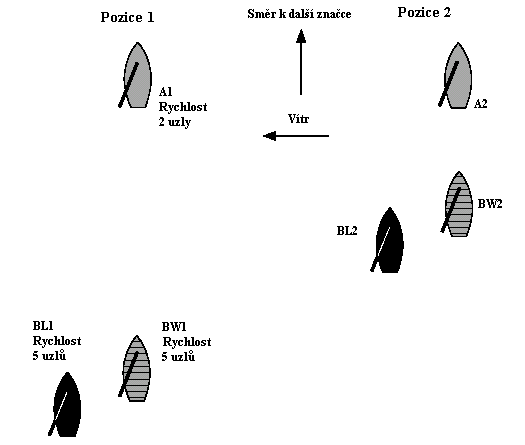 Pozice 1
Směr k další značce
Pozice 2
A1
Rychlost
2 uzly
Vítr
A2
BW2
BL2
BL1
Rychlost
5 uzlů
BW1
Rychlost
5 uzlů